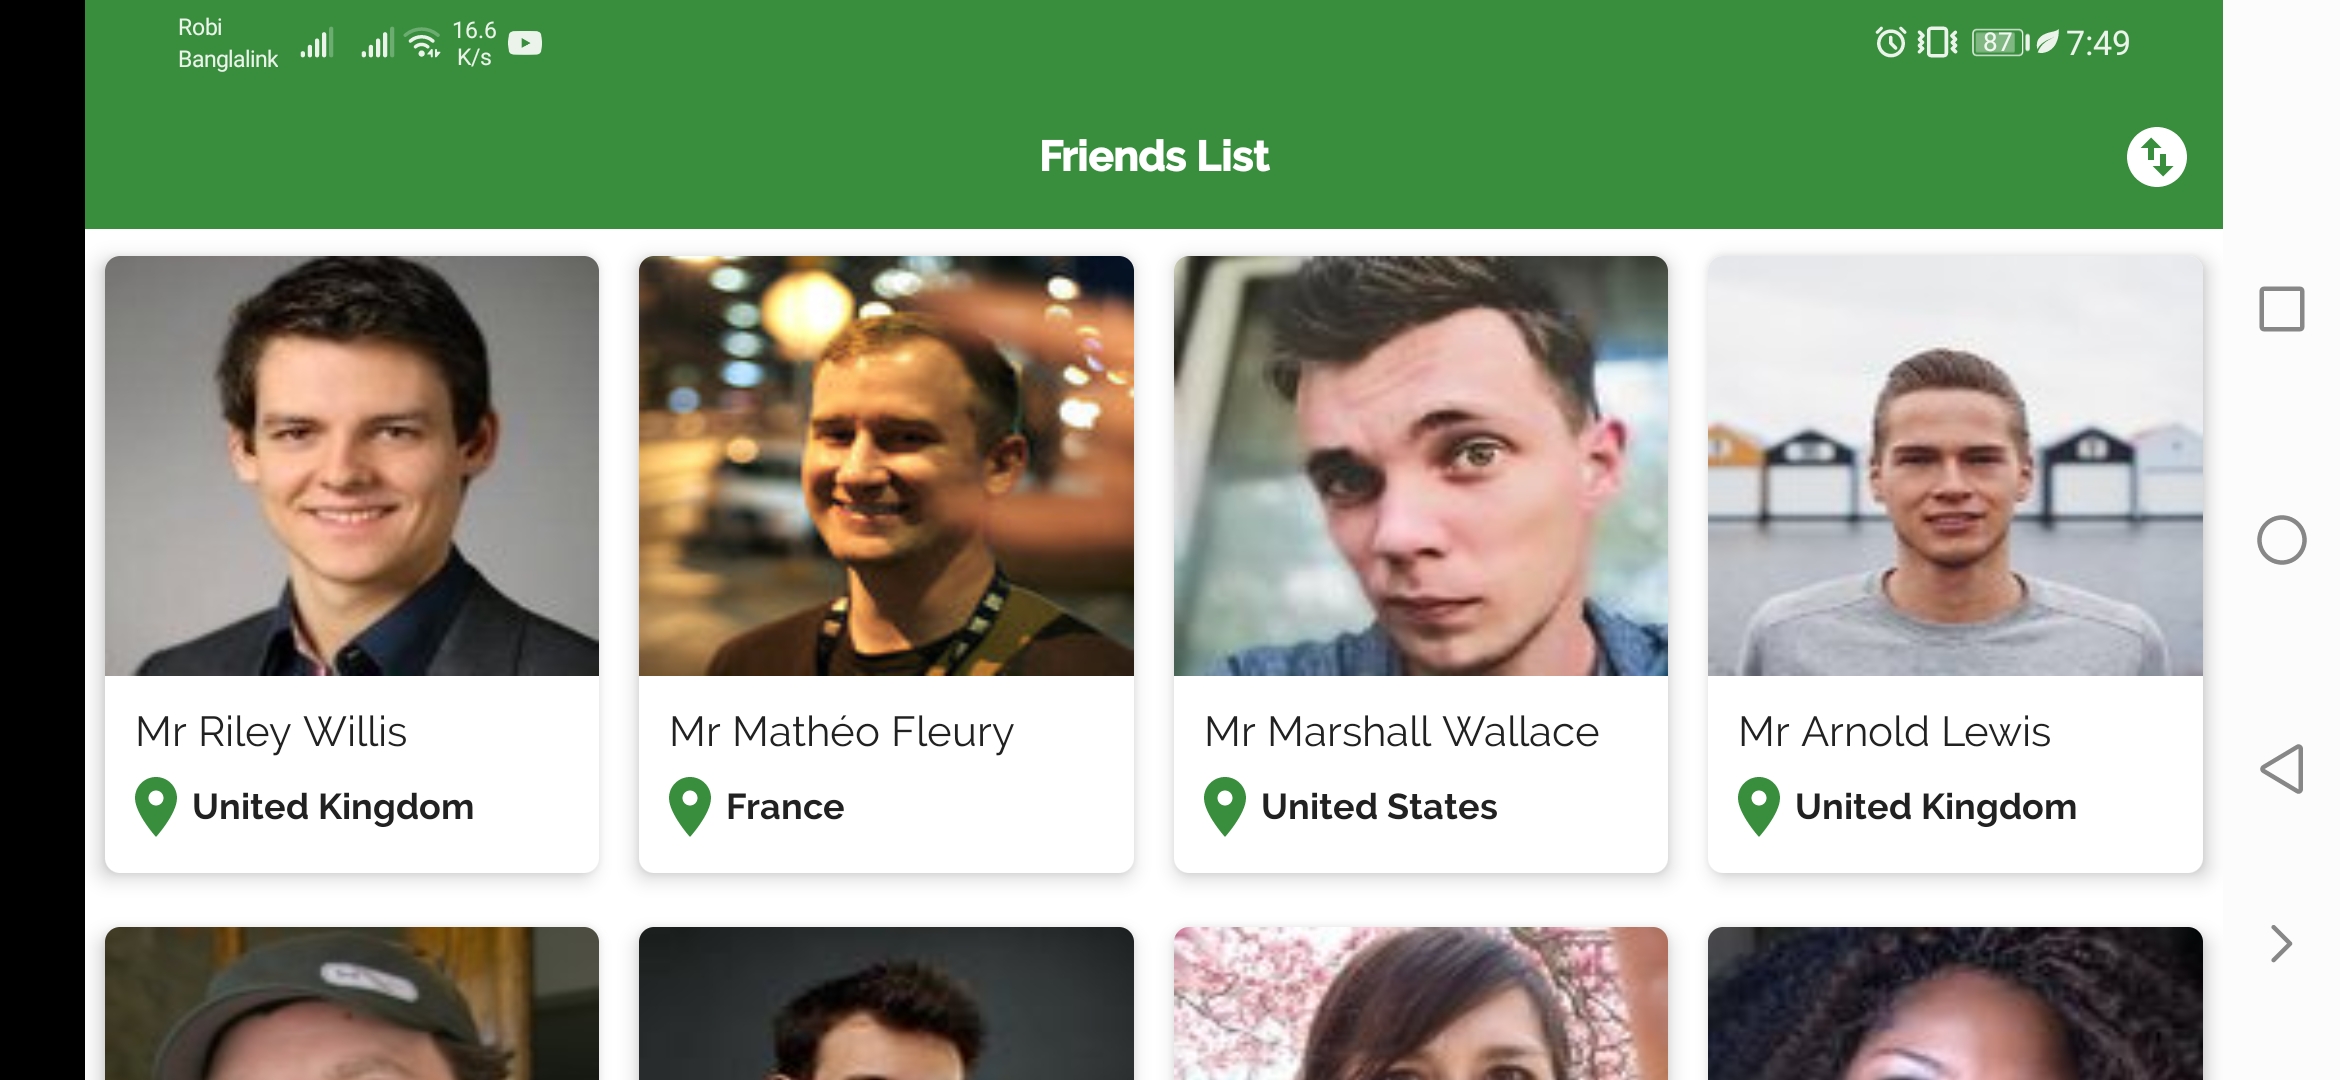 Robi
Banglalink
16.6
K/s
87
7:49
Friends List
Mr Riley Willis
United Kingdom
Mr Mathéo Fleury
France
Mr Marshall Wallace
United States
Mr Arnold Lewis
United Kingdom